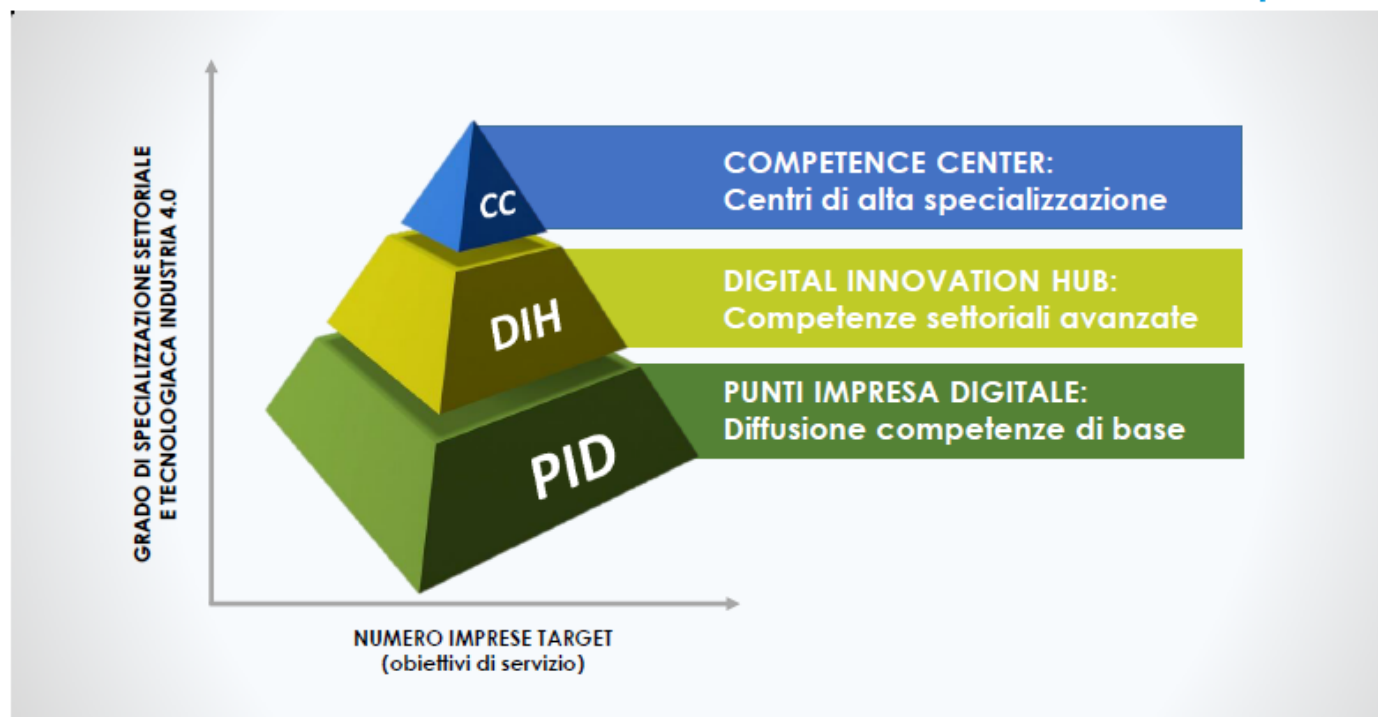 GRADO DI SPECIALIZZAZIONE SETTORIALE
E TECNOLOGIACA INDUSTRIA 4.0
CC
COMPETENCE CENTER:
Centri di alta specializzazione
DIH
DIGITAL INNOVATION HUB:
Competenze settoriali avanzate
PID
PUNTI IMPRESA DIGITALE:
Diffusione competenze di base
NUMERO IMPRESE TARGET
(obiettivi di servizio)